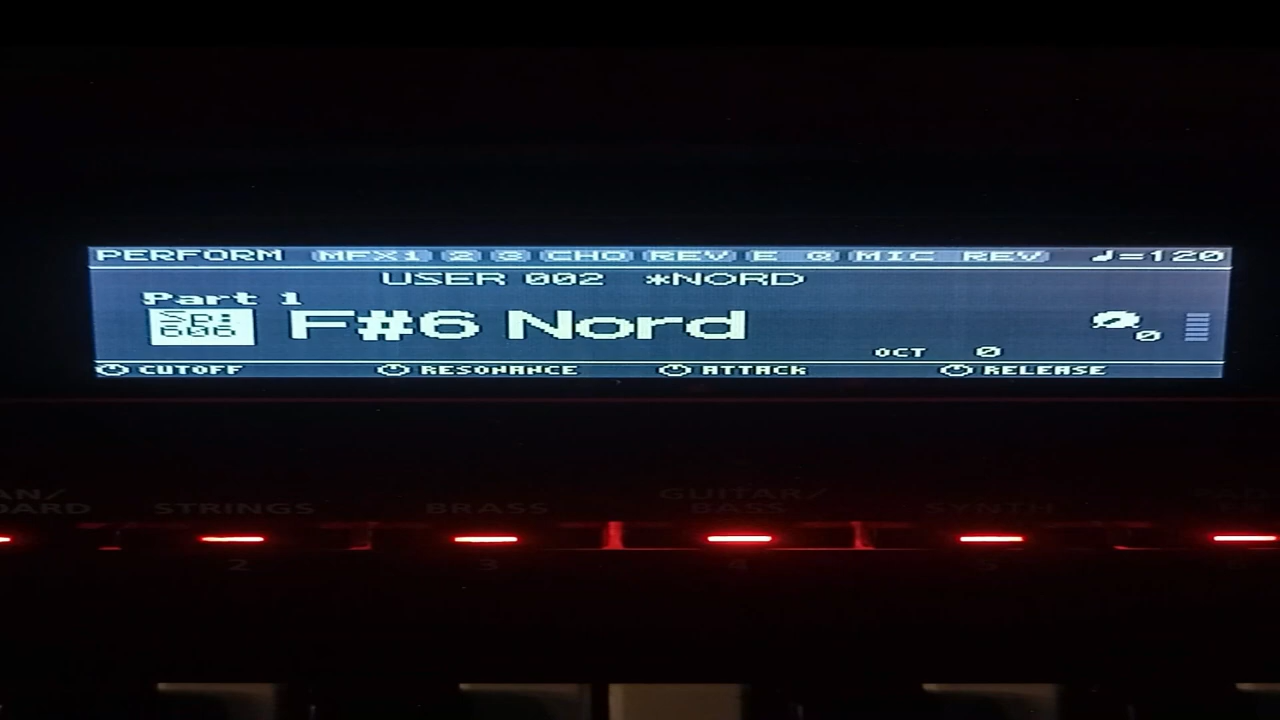 PERFORM MFX1 2 3 CHO REV E Q MIC REV ♩=120
USER 002 *NORD
Part 1
F#6 Nord
0
OCT 0
CUTOFF RESONANCE ATTACK RELEASE
GUITAR/
STRINGS BRASS BASS SYNTH
2 3 4 5